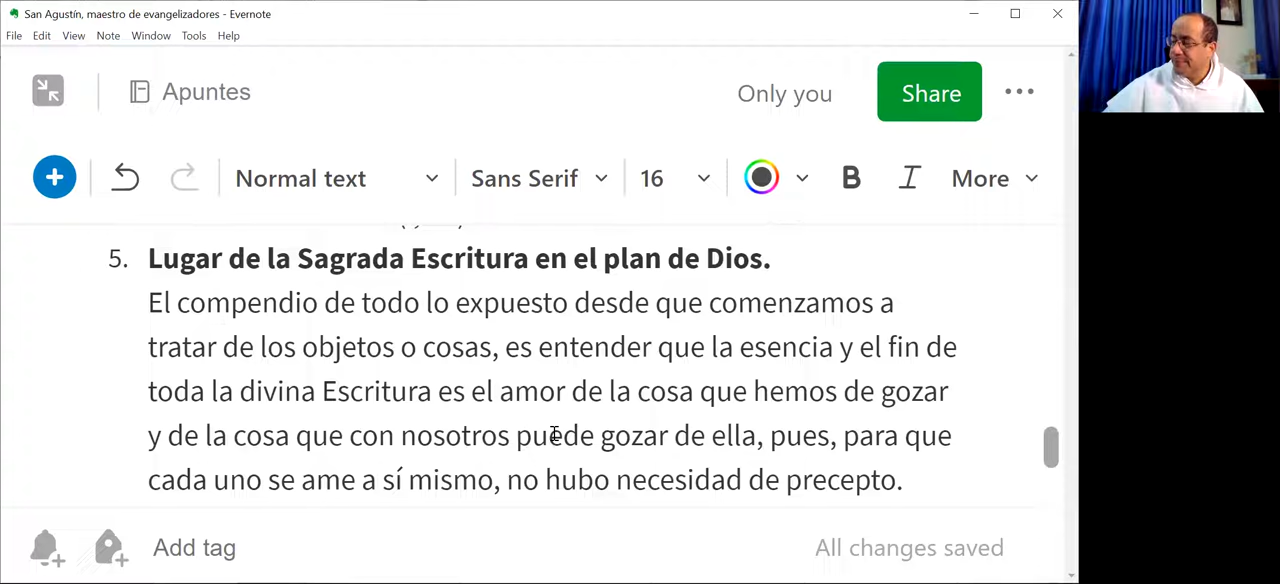 San Agustín, maestro de evangelizadores - Evernote
File Edit View Note Window Tools Help
Apuntes
Only you
Share
Normal text
Sans Serif
16
B
I
More
5. Lugar de la Sagrada Escritura en el plan de Dios.
El compendio de todo lo expuesto desde que comenzamos a
tratar de los objetos o cosas, es entender que la esencia y el fin de
toda la divina Escritura es el amor de la cosa que hemos de gozar
y de la cosa que con nosotros puede gozar de ella, pues, para que
cada uno se ame a sí mismo, no hubo necesidad de precepto.
Add tag
All changes saved